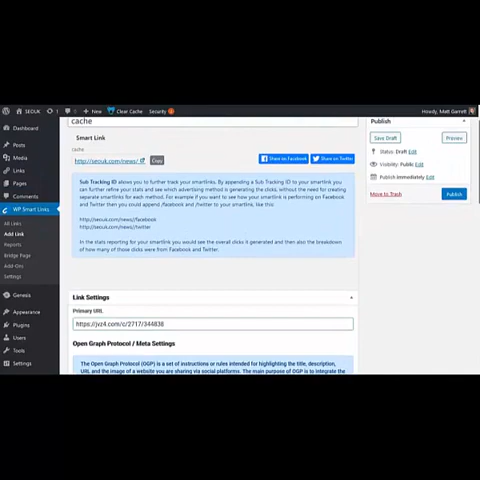 SEOUK 1 New Clear Cache Security 1 Howdy, Matt Garrett
Dashboard
Posts
Media
Links
Pages
Comments
WP Smart Links
All Links
Add Link
Reports
Bridge Page
Add-Ons
Settings
Genesis
Appearance
Plugins
Users
Tools
Settings
cache
Smart Link
cache
http://seouk.com/news/ Copy
Share on Facebook Share on Twitter
Sub Tracking ID allows you to further track your smartlinks. By appending a Sub Tracking ID to your smartlink you
can further refine your stats and see which advertising method is generating the clicks, without the need for creating
separate smartlinks for each method. For example if you want to see how your smartlink is performing on Facebook
and Twitter then you could append /facebook and /twitter to your smartlink, like this:
http://seouk.com/news/facebook
http://seouk.com/news/twitter
In the stats reporting for your smartlink you would see the overall clicks it generated and then also the breakdown
of how many of those clicks were from Facebook and Twitter.
Link Settings
Primary URL
https://jvz4.com/c/2717/344838
Open Graph Protocol / Meta Settings
The Open Graph Protocol (OGP) is a set of instructions or rules intended for highlighting the title, description,
URL and the image of a website you are sharing via social platforms. The main purpose of OGP is to integrate the
Publish
Save Draft Preview
Status: Draft Edit
Visibility: Public Edit
Publish immediately Edit
Move to Trash Publish